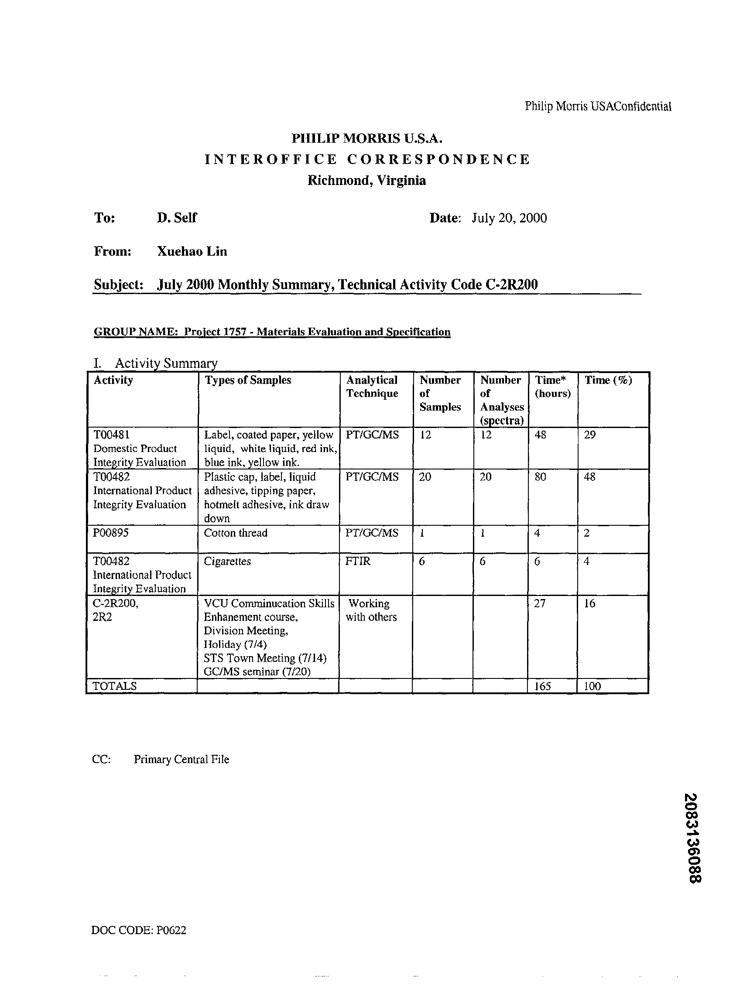 Philip Morris USAConfidential
PHILIP MORRIS U.S.A.
INTEROFFICE CORRESPONDENCE
Richmond, Virginia
To: D. Self Date: July 20, 2000
From: Xuehao Lin
Subject: July 2000 Monthly Summary, Technical Activity Code C-2R200
GROUP NAME: Project 1757 - Materials Evaluation and Specification
I. Activity Summary
Activity Types of Samples Analytical Number Number Time* Time (%)
Technique of of (hours)
Samples Analyses
(spectra)
T00481 Label, coated paper, yellow PT/GC/MS 12 12 48 29
Domestic Product liquid, white liquid, red ink,
Integrity Evaluation blue ink, yellow ink.
T00482 Plastic cap, label, liquid PT/GC/MS 20 20 80 48
International Product adhesive, tipping paper,
Integrity Evaluation hotmelt adhesive, ink draw
down
P00895 Cotton thread PT/GC/MS 1 1 4 2
T00482 Cigarettes FTIR 6 6 6 4
International Product
Integrity Evaluation
C-2R200, VCU Comminucation Skills Working 27 16
2R2 Enhanement course, with others
Division Meeting,
Holiday (7/4)
STS Town Meeting (7/14)
GC/MS seminar (7/20)
TOTALS 165 100
CC: Primary Central File
2083136088
DOC CODE: P0622